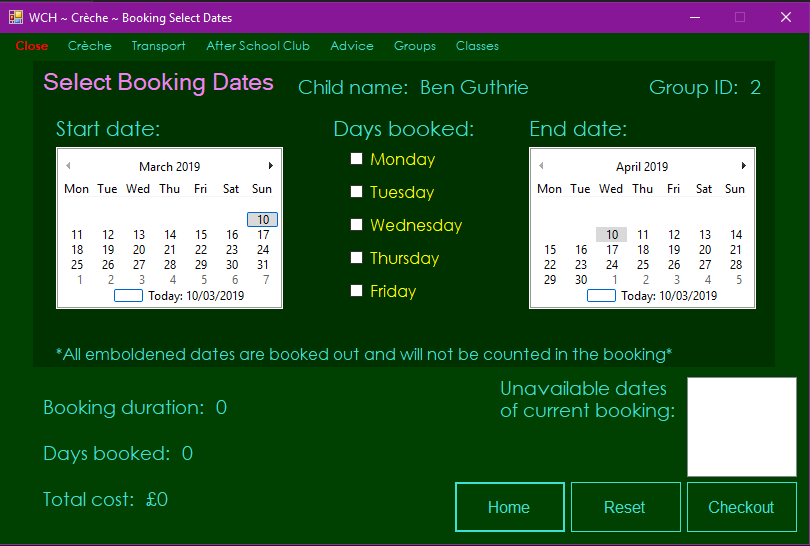 WCH ~ Crèche ~ Booking Select Dates
Close Crèche Transport After School Club Advice Groups Classes
Select Booking Dates Child name: Ben Guthrie Group ID: 2
Start date: Days booked: End date:
March 2019
Mon Tue Wed Thu Fri Sat Sun
10
11 12 13 14 15 16 17
18 19 20 21 22 23 24
25 26 27 28 29 30 31
1 2 3 4 5 6 7
Today: 10/03/2019
Monday
Tuesday
Wednesday
Thursday
Friday
April 2019
Mon Tue Wed Thu Fri Sat Sun
10 11 12 13 14
15 16 17 18 19 20 21
22 23 24 25 26 27 28
29 30 1 2 3 4 5
Today: 10/03/2019
*All emboldened dates are booked out and will not be counted in the booking*
Booking duration: 0
Days booked: 0
Total cost: £0
Unavailable dates
of current booking:
Home Reset Checkout